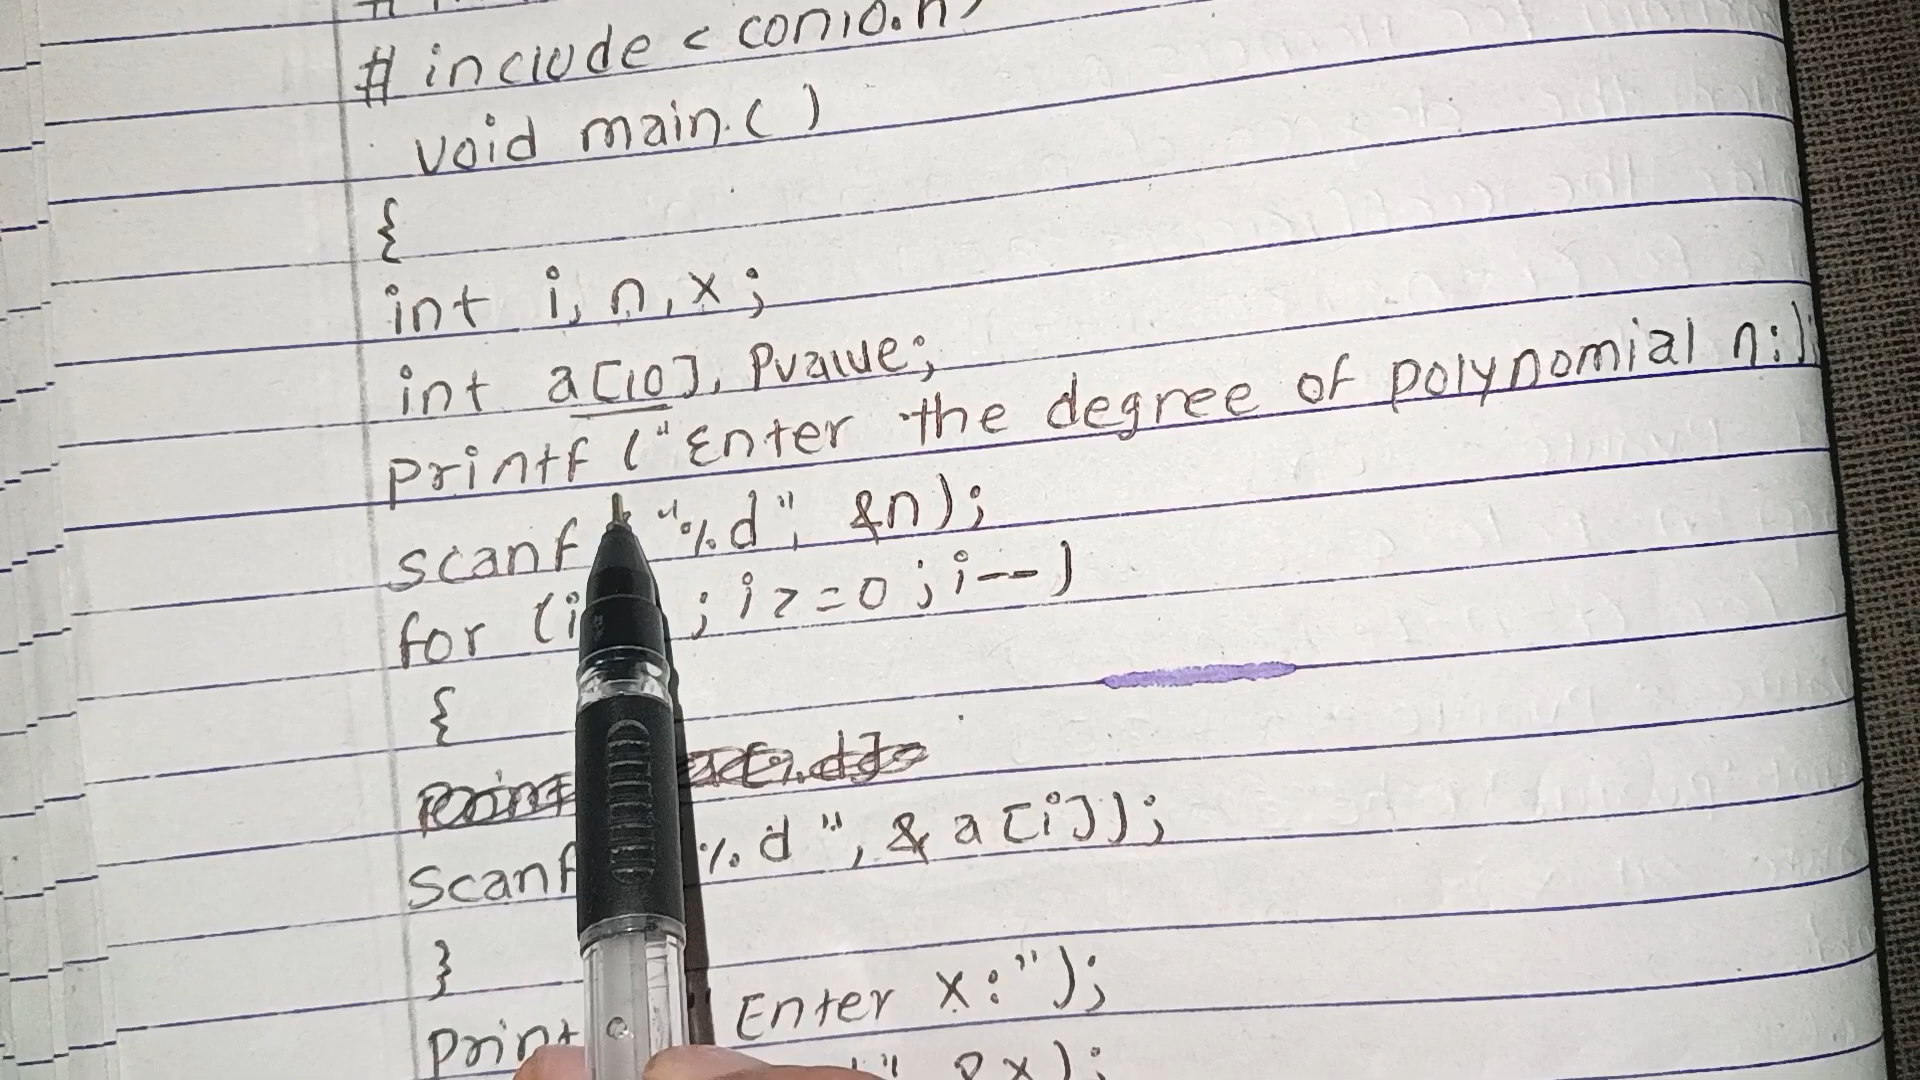 # include < conio.h>
void main.( )
{
int i, n, x ;
int a[10], Pvalue;
printf ("Enter the degree of polynomial n:);
scanf "%d", &n);
for (i ; i>=0 ; i--)
{
scanf %d ", & a [i]);
}
print " Enter x:");
" &x);